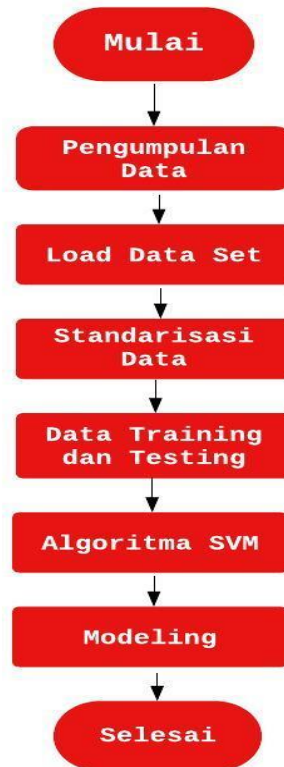 Mulai
Pengumpulan
Data
Load Data Set
Standarisasi
Data
Data Training
dan Testing
Algoritma SVM
Modeling
Selesai